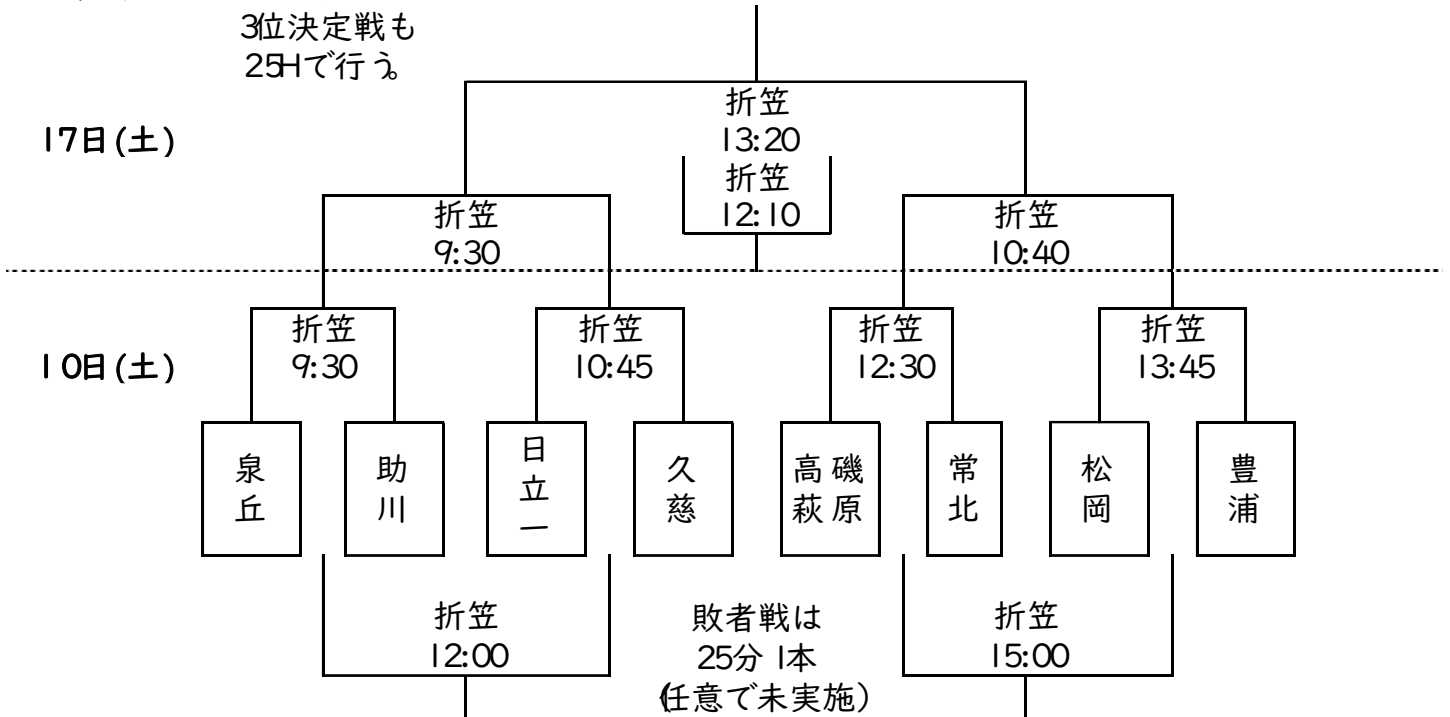 3位決定戦も
25Hで行う。
折笠
13:20
17日(土)
折笠
12:10
折笠
9:30
折笠
10:40
折笠
9:30
折笠
10:45
折笠
12:30
折笠
13:45
10日(土)
泉丘
助川
日立一
久慈
磯原
高萩
常北
松岡
豊浦
折笠
12:00
敗者戦は
25分1本
(任意で未実施)
折笠
15:00